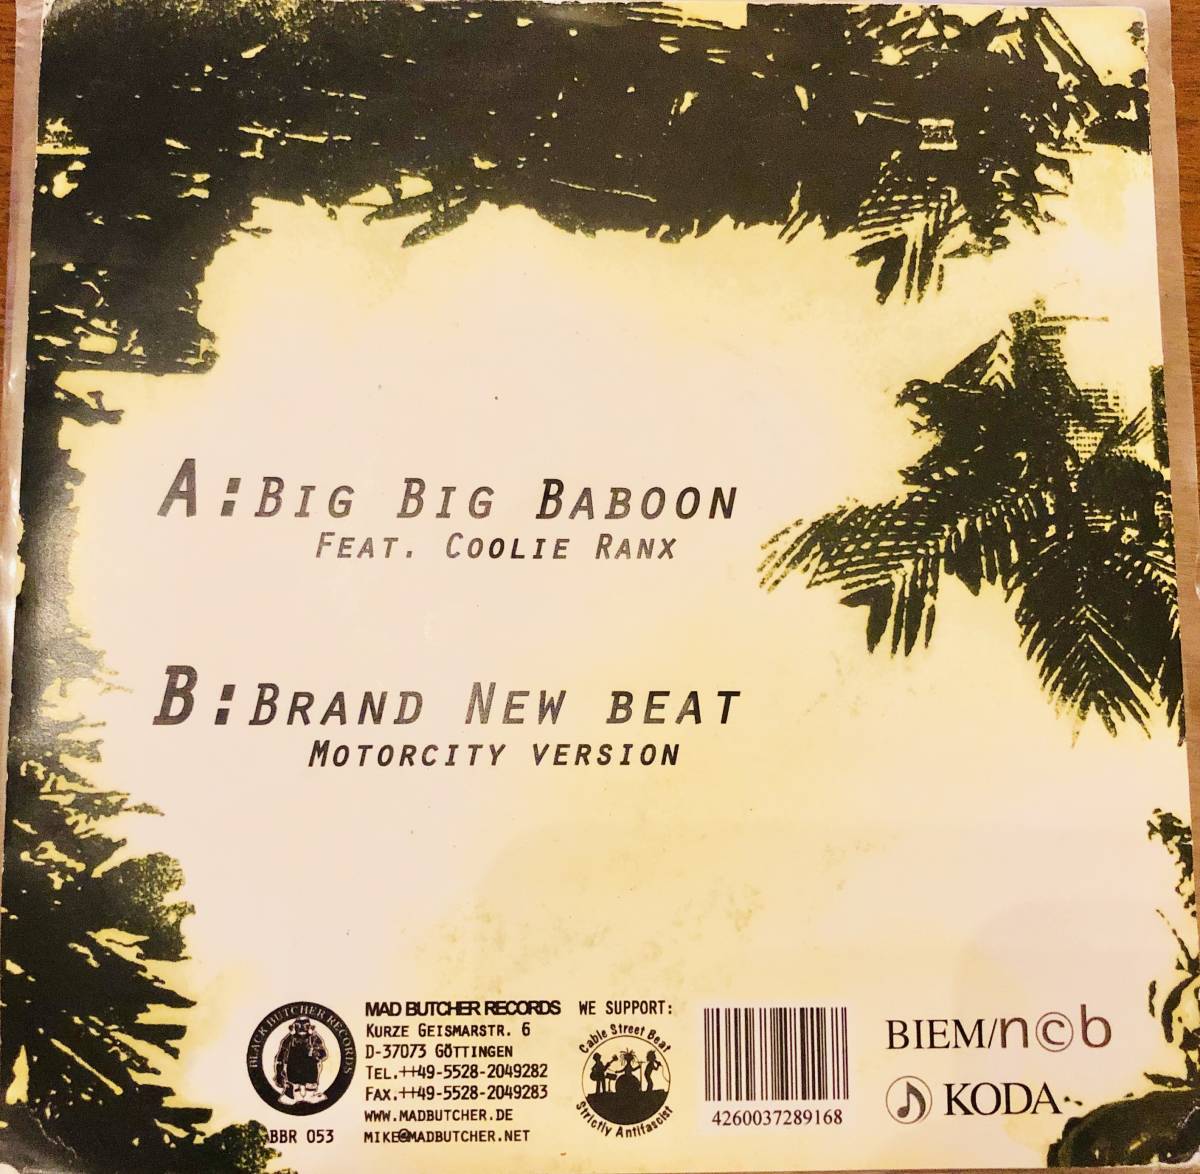 A:BIG BIG BABOON
FEAT. COOLIE RANX
B:BRAND NEW BEAT
MOTORCITY VERSION
BLACK BUTCHER RECORDS
BBR 053
MAD BUTCHER RECORDS
KURZE GEISMARSTR. 6
D-37073 GÖTTINGEN
TEL.++49-5528-2049282
FAX.++49-5528-2049283
WWW.MADBUTCHER.DE
MIKE@MADBUTCHER.NET
WE SUPPORT:
Cable Street Beat
Strictly Antifascist
4260037289168
BIEM/n©b
KODA